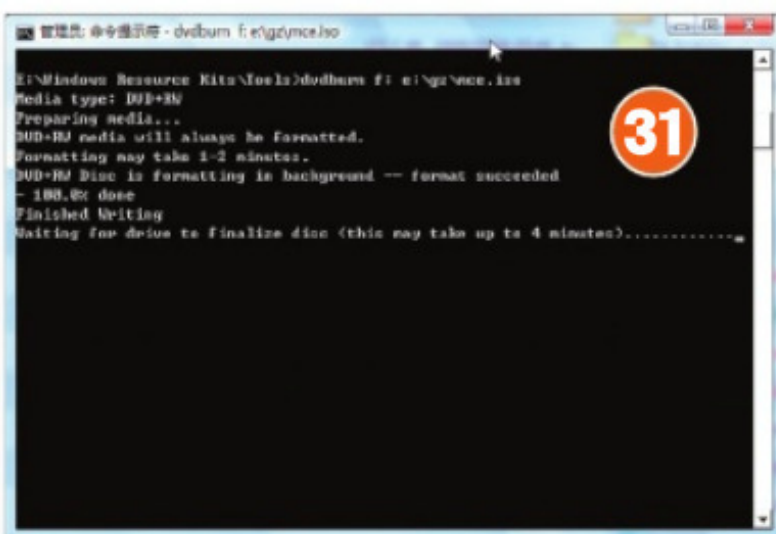 管理员: 命令提示符 - dvdburn f: e:\gz\mce.iso
E:\Windows Resource Kits\Tools>dvdburn f: e:\gz\mce.iso
Media type: DVD+RW
Preparing media...
DVD+RW media will always be formatted.
Formatting may take 1-2 minutes.
DVD+RW Disc is formatting in background -- format succeeded
- 100.0% done
Finished Writing
Waiting for drive to finalize disc (this may take up to 4 minutes)............_
31